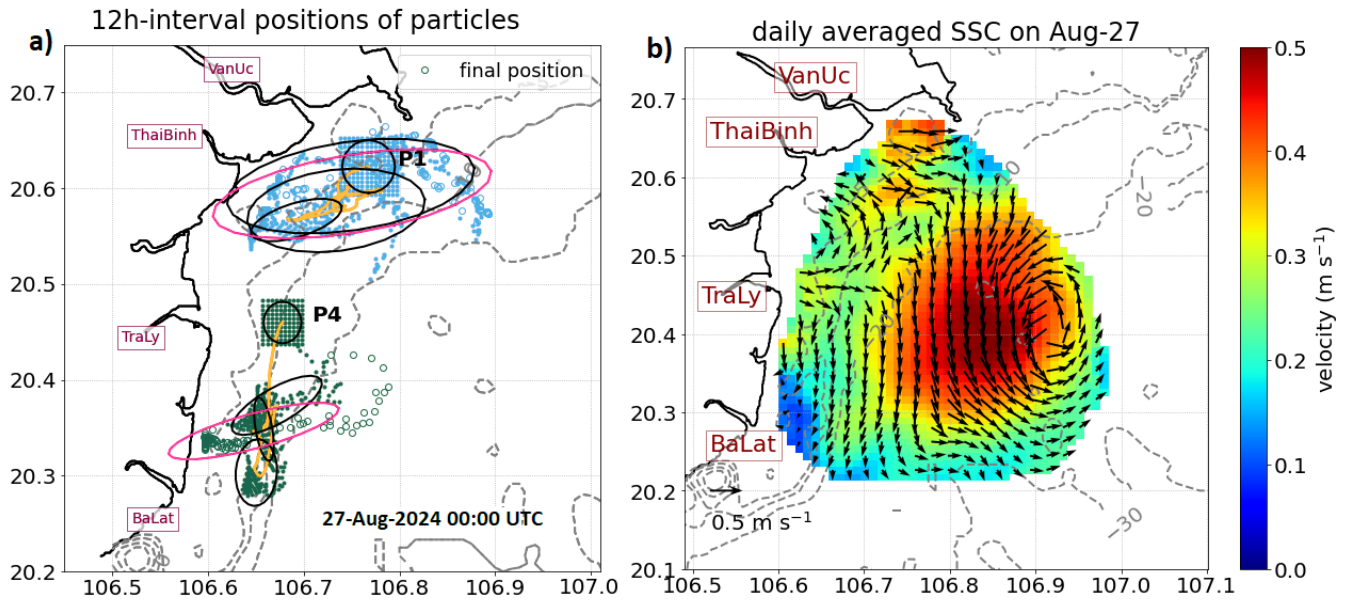 12h-interval positions of particles
a)
VanUc
final position
20.7
ThaiBinh
P1
20.6
20.5
P4
TraLy
20.4
20.3
27-Aug-2024 00:00 UTC
BaLat
20.2
106.5 106.6 106.7 106.8 106.9 107.0
daily averaged SSC on Aug-27
b)
VanUc
20.7
ThaiBinh
20.6
-10
-20
20.5
TraLy
20.4
-20
20.3
BaLat
20.2
0.5 m s⁻¹
-30
20.1
106.5 106.6 106.7 106.8 106.9 107.0 107.1
0.5
0.4
0.3
0.2
0.1
0.0
velocity (m s⁻¹)